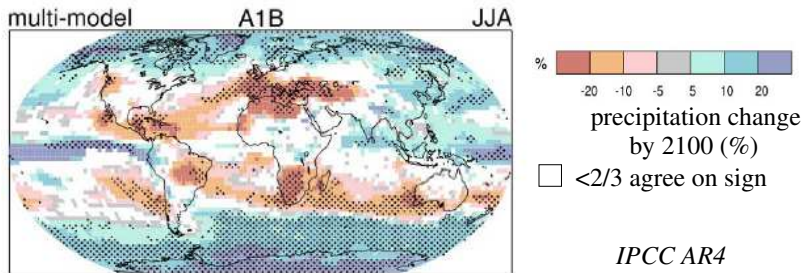 multi-model A1B JJA
%
-20 -10 -5 5 10 20
precipitation change
by 2100 (%)
<2/3 agree on sign
IPCC AR4